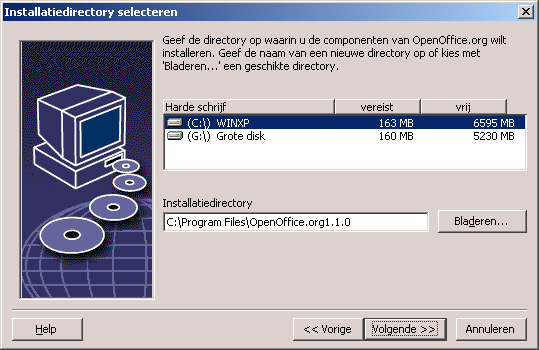 Installatiedirectory selecteren
Geef de directory op waarin u de componenten van OpenOffice.org wilt
installeren. Geef de naam van een nieuwe directory op of kies met
'Bladeren...' een geschikte directory.
Harde schrijf vereist vrij
(C:\) WINXP 163 MB 6595 MB
(G:\) Grote disk 160 MB 5230 MB
Installatiedirectory
C:\Program Files\OpenOffice.org1.1.0 Bladeren...
Help << Vorige Volgende >> Annuleren